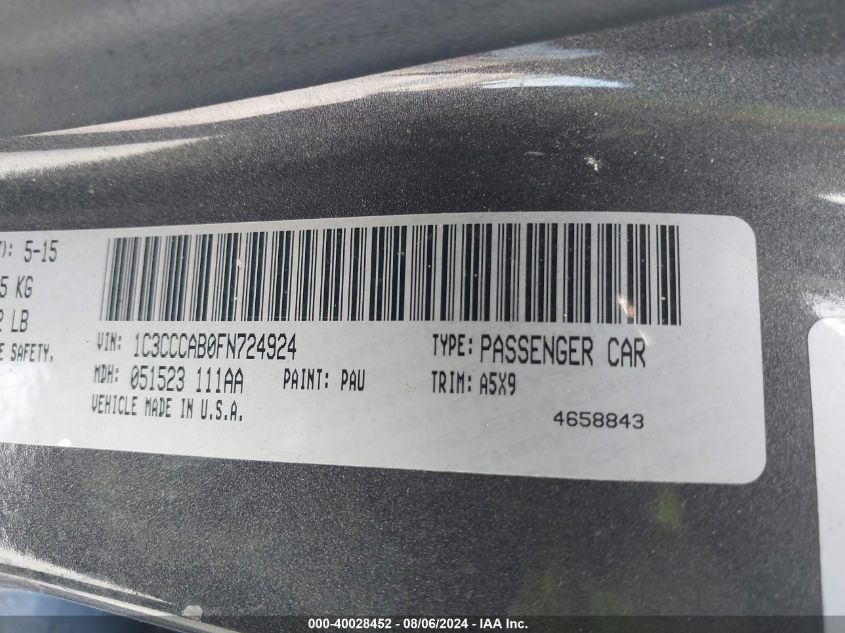 ): 5-15
5 KG
2 LB
E SAFETY,
VIN: 1C3CCCAB0FN724924
TYPE: PASSENGER CAR
MDH: 051523 111AA PAINT: PAU
TRIM: A5X9
VEHICLE MADE IN U.S.A.
4658843
000-40028452 - 08/06/2024 - IAA Inc.